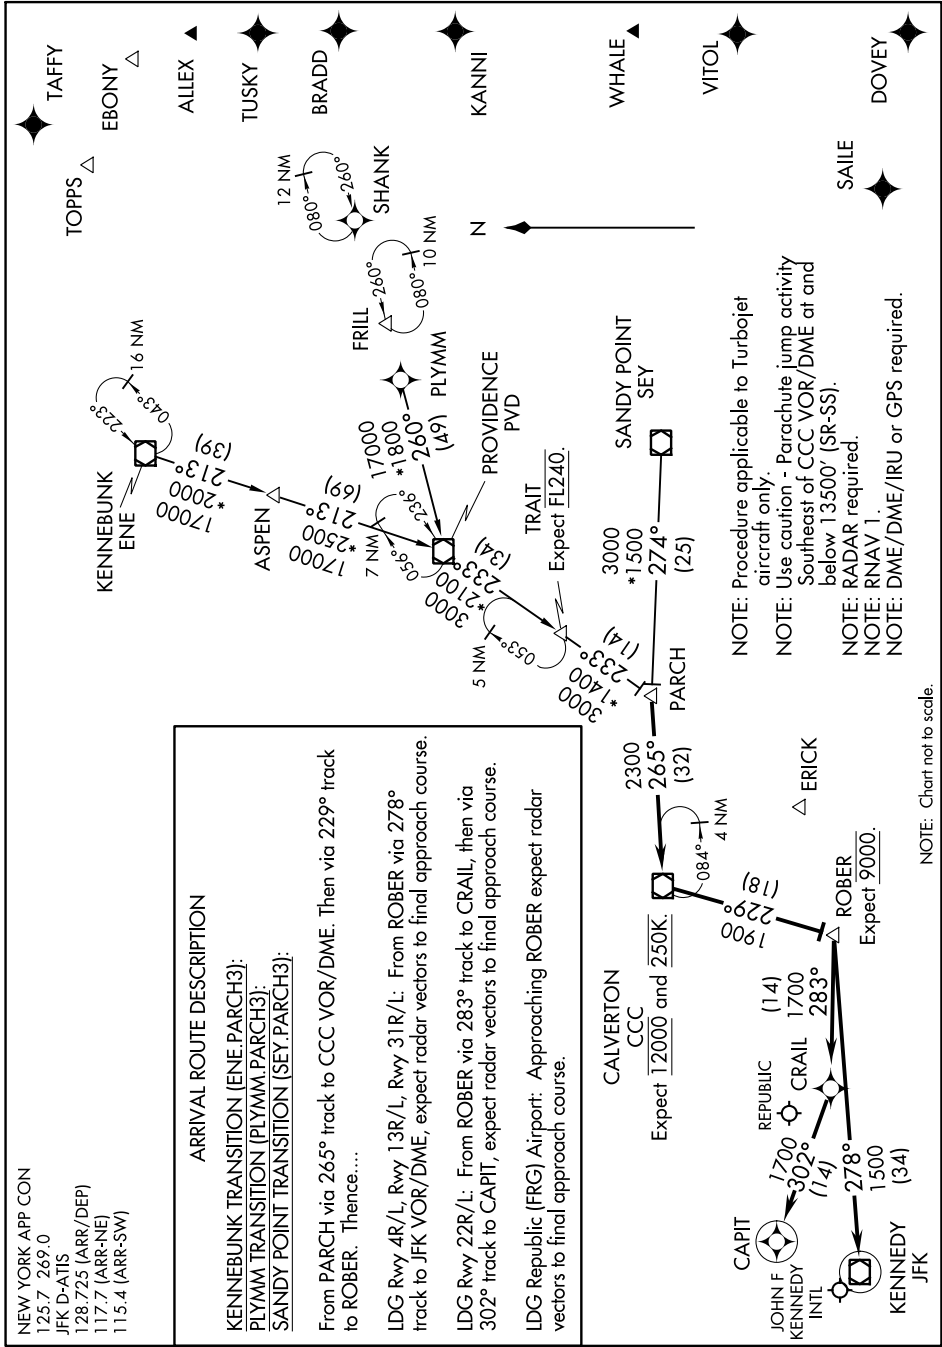 NEW YORK APP CON
125.7 269.0
JFK D-ATIS
128.725 (ARR/DEP)
117.7 (ARR-NE)
115.4 (ARR-SW)
ARRIVAL ROUTE DESCRIPTION
KENNEBUNK TRANSITION (ENE.PARCH3):
PLYMM TRANSITION (PLYMM.PARCH3):
SANDY POINT TRANSITION (SEY.PARCH3):
From PARCH via 265° track to CCC VOR/DME. Then via 229° track
to ROBER. Thence....
LDG Rwy 4R/L, Rwy 13R/L, Rwy 31R/L: From ROBER via 278°
track to JFK VOR/DME, expect radar vectors to final approach course.
LDG Rwy 22R/L: From ROBER via 283° track to CRAIL, then via
302° track to CAPIT, expect radar vectors to final approach course.
LDG Republic (FRG) Airport: Approaching ROBER expect radar
vectors to final approach course.
TOPPS
TAFFY
EBONY
ALLEX
TUSKY
BRADD
KANNI
WHALE
VITOL
DOVEY
SAILE
KENNEBUNK
ENE
223°
043°
16 NM
17000
*2000
213°
(39)
ASPEN
17000
*2500
213°
(69)
12 NM
080°
260°
SHANK
FRILL
260°
080°
10 NM
N
PLYMM
17000
*1800
260°
(49)
7 NM
056°
236°
PROVIDENCE
PVD
3000
*2100
233°
(34)
TRAIT
Expect FL240.
5 NM
053°
3000
*1400
233°
(14)
SANDY POINT
SEY
3000
*1500
274°
(25)
PARCH
2300
265°
(32)
084°
4 NM
CALVERTON
CCC
Expect 12000 and 250K.
1900
229°
(18)
ERICK
ROBER
Expect 9000.
(14)
1700
283°
CRAIL
REPUBLIC
1700
302°
(14)
278°
1500
(34)
CAPIT
JOHN F
KENNEDY
INTL
KENNEDY
JFK
NOTE: Procedure applicable to Turbojet
aircraft only.
NOTE: Use caution - Parachute jump activity
Southeast of CCC VOR/DME at and
below 13500' (SR-SS).
NOTE: RADAR required.
NOTE: RNAV 1.
NOTE: DME/DME/IRU or GPS required.
NOTE: Chart not to scale.